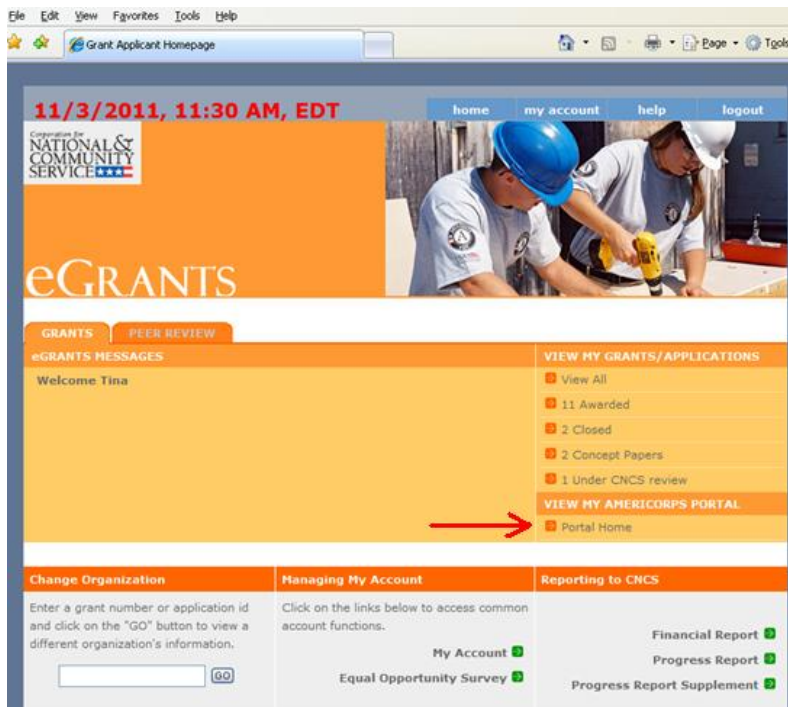 File Edit View Favorites Tools Help
Grant Applicant Homepage
Page Tools
11/3/2011, 11:30 AM, EDT
home my account help logout
Corporation for
NATIONAL &
COMMUNITY
SERVICE
eGRANTS
GRANTS PEER REVIEW
eGRANTS MESSAGES
Welcome Tina
VIEW MY GRANTS/APPLICATIONS
View All
11 Awarded
2 Closed
2 Concept Papers
1 Under CNCS review
VIEW MY AMERICORPS PORTAL
Portal Home
Change Organization
Enter a grant number or application id
and click on the "GO" button to view a
different organization's information.
GO
Managing My Account
Click on the links below to access common
account functions.
My Account
Equal Opportunity Survey
Reporting to CNCS
Financial Report
Progress Report
Progress Report Supplement